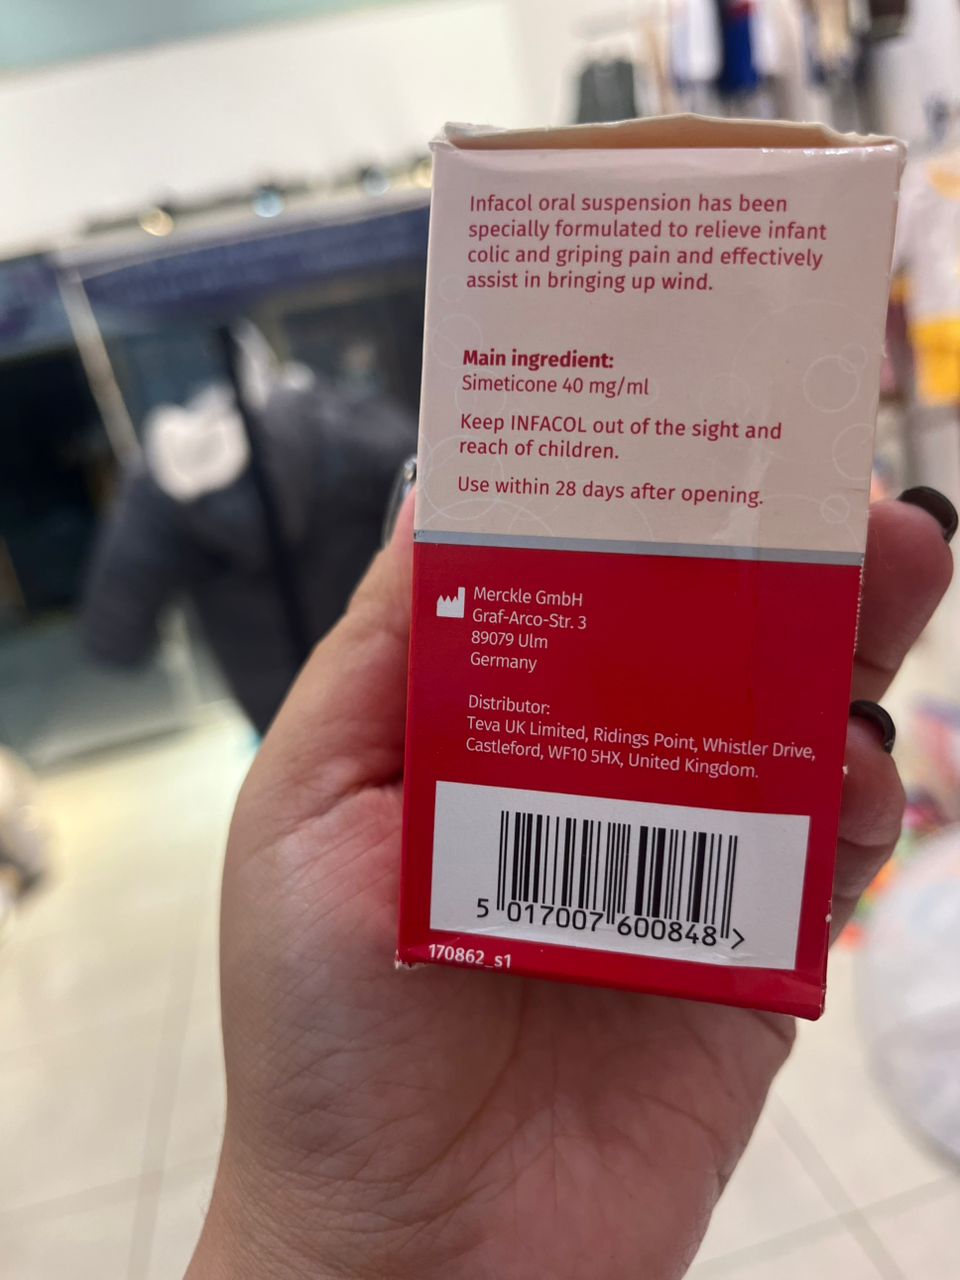 Infacol oral suspension has been
specially formulated to relieve infant
colic and griping pain and effectively
assist in bringing up wind.
Main ingredient:
Simeticone 40 mg/ml
Keep INFACOL out of the sight and
reach of children.
Use within 28 days after opening.
Merckle GmbH
Graf-Arco-Str. 3
89079 Ulm
Germany
Distributor:
Teva UK Limited, Ridings Point, Whistler Drive,
Castleford, WF10 5HX, United Kingdom.
5 017007 600848 >
170862_s1